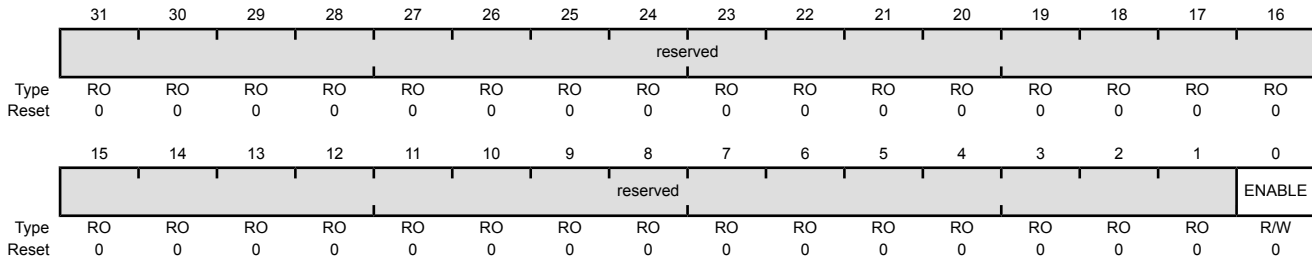 31 30 29 28 27 26 25 24 23 22 21 20 19 18 17 16
reserved
Type RO RO RO RO RO RO RO RO RO RO RO RO RO RO RO RO
Reset 0 0 0 0 0 0 0 0 0 0 0 0 0 0 0 0
15 14 13 12 11 10 9 8 7 6 5 4 3 2 1 0
reserved ENABLE
Type RO RO RO RO RO RO RO RO RO RO RO RO RO RO RO R/W
Reset 0 0 0 0 0 0 0 0 0 0 0 0 0 0 0 0